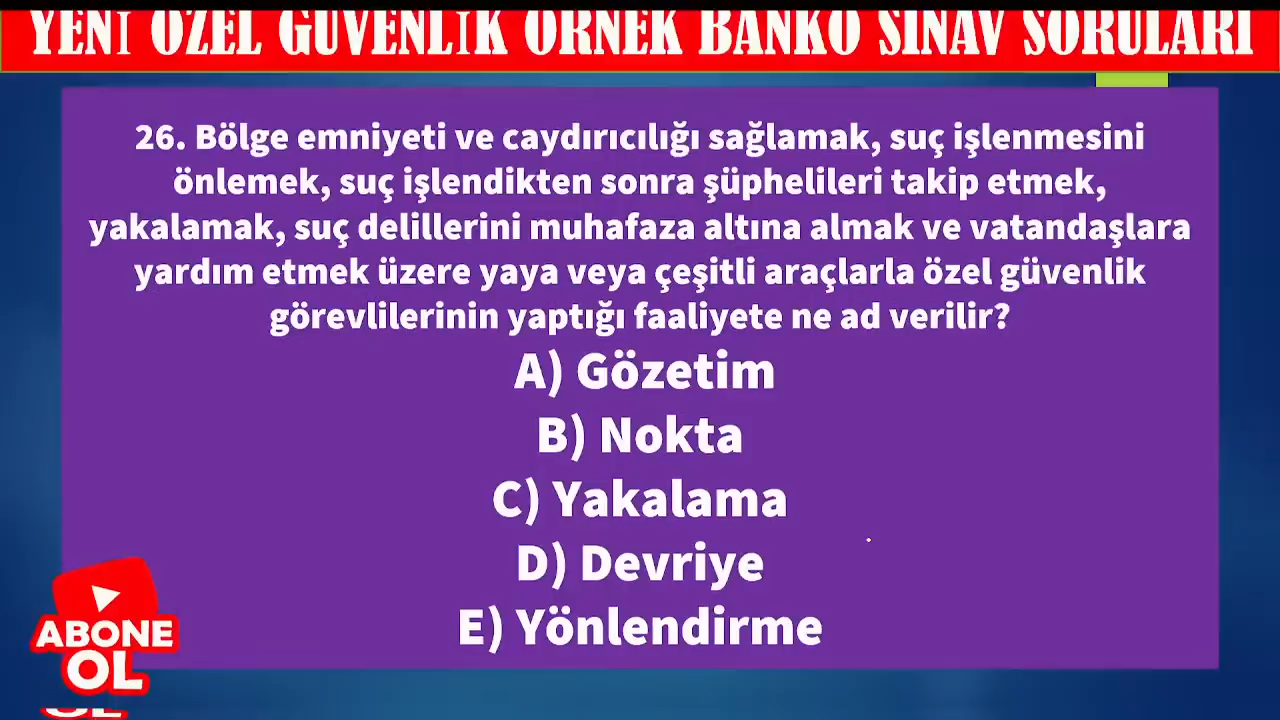 YENİ ÖZEL GÜVENLİK ÖRNEK BANKO SINAV SORULARI
26. Bölge emniyeti ve caydırıcılığı sağlamak, suç işlenmesini
önlemek, suç işlendikten sonra şüphelileri takip etmek,
yakalamak, suç delillerini muhafaza altına almak ve vatandaşlara
yardım etmek üzere yaya veya çeşitli araçlarla özel güvenlik
görevlilerinin yaptığı faaliyete ne ad verilir?
A) Gözetim
B) Nokta
C) Yakalama
D) Devriye
E) Yönlendirme
ABONE
OL
OL